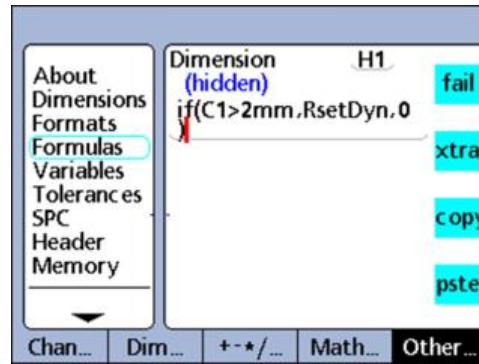 About
Dimensions
Formats
Formulas
Variables
Tolerances
SPC
Header
Memory
Dimension H1
(hidden)
if(C1>2mm,RsetDyn,0
)
fail
xtra
copy
pste
Chan... Dim... +-*/... Math... Other...